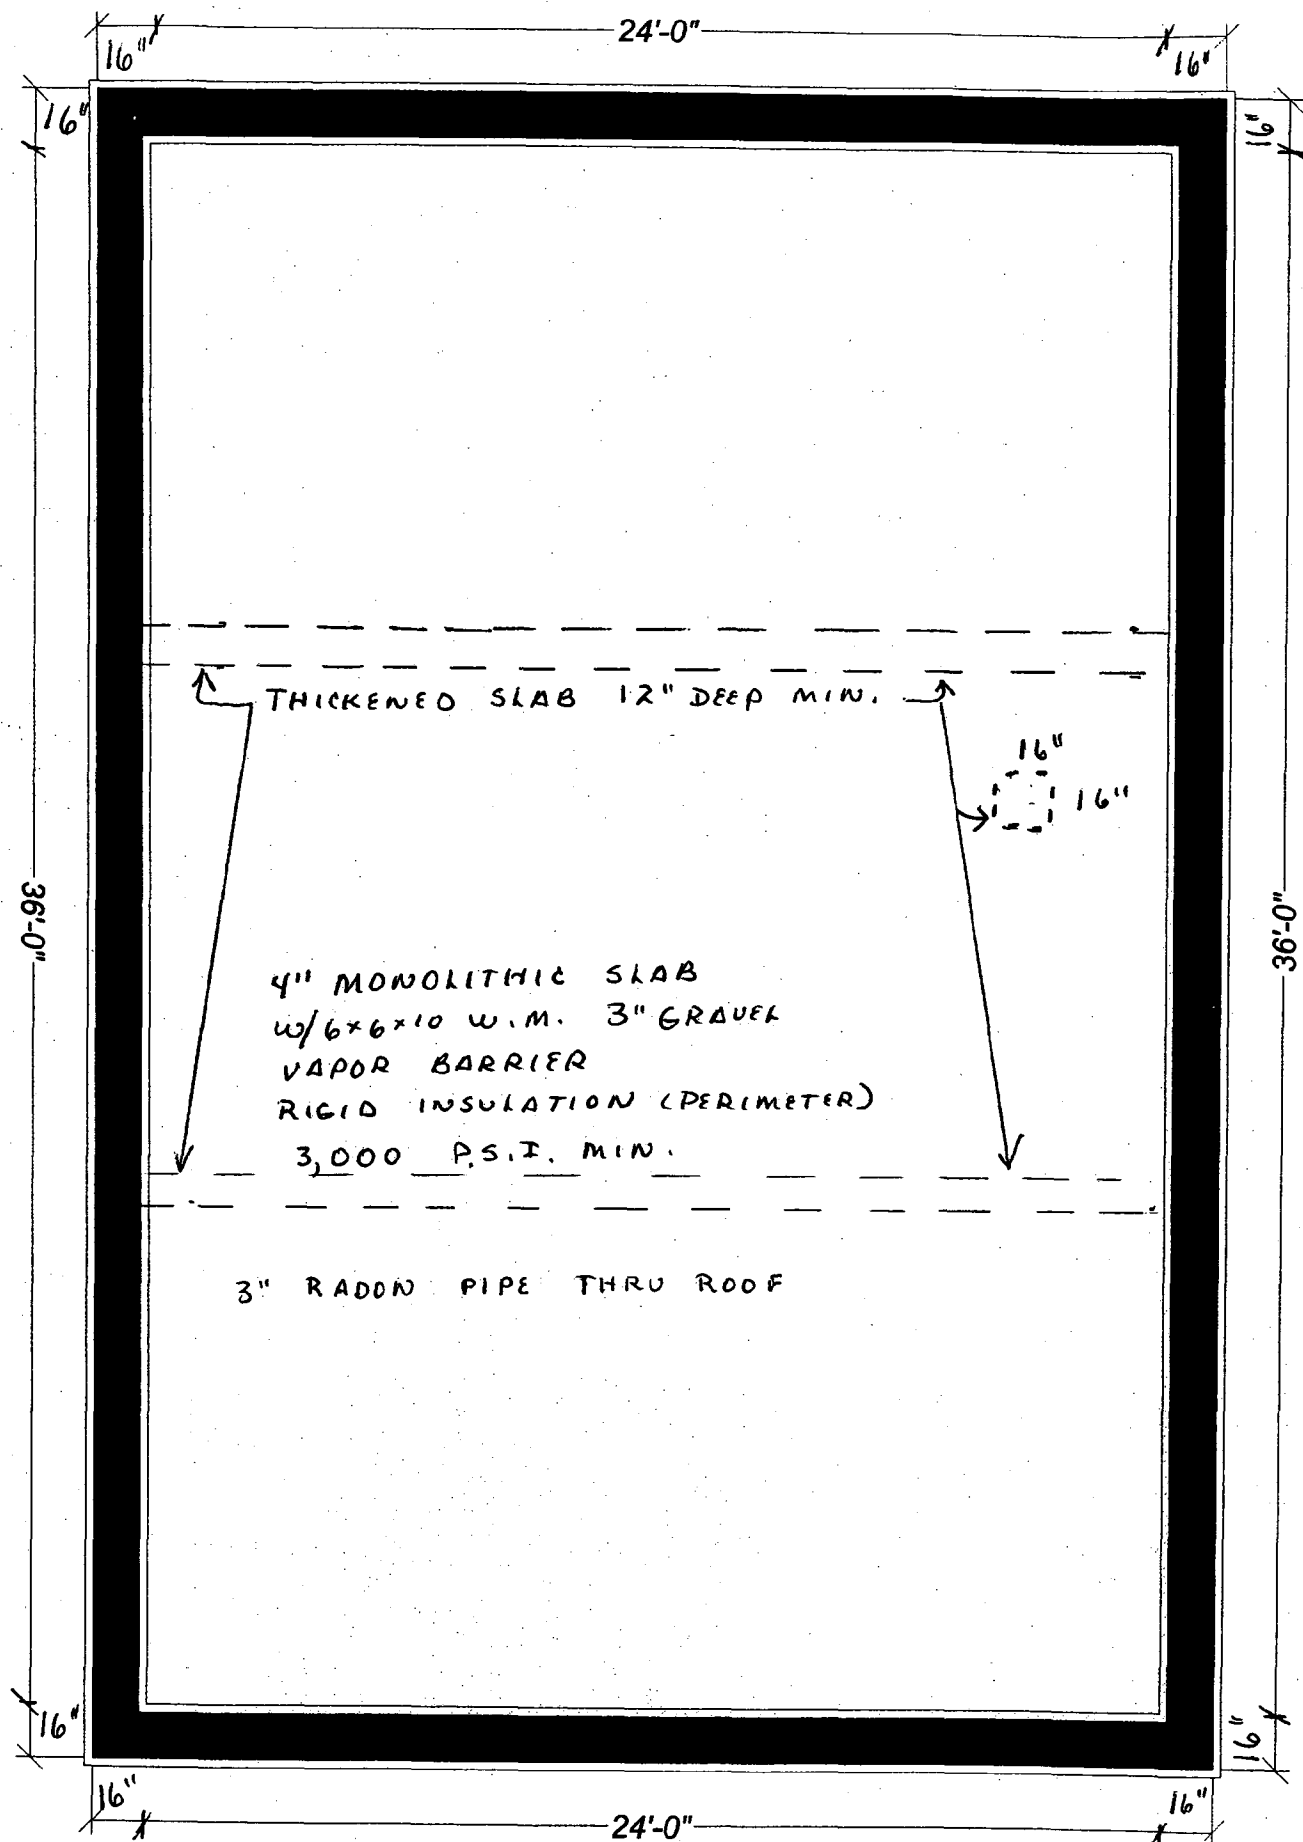 24'-0"
16"
16"
16"
16"
THICKENED SLAB 12" DEEP MIN.
16"
16"
36'-0"
36'-0"
4" MONOLITHIC SLAB
W/6x6x10 W.M. 3" GRAVEL
VAPOR BARRIER
RIGID INSULATION (PERIMETER)
3,000 P.S.I. MIN.
3" RADON PIPE THRU ROOF
16"
16"
16"
16"
24'-0"